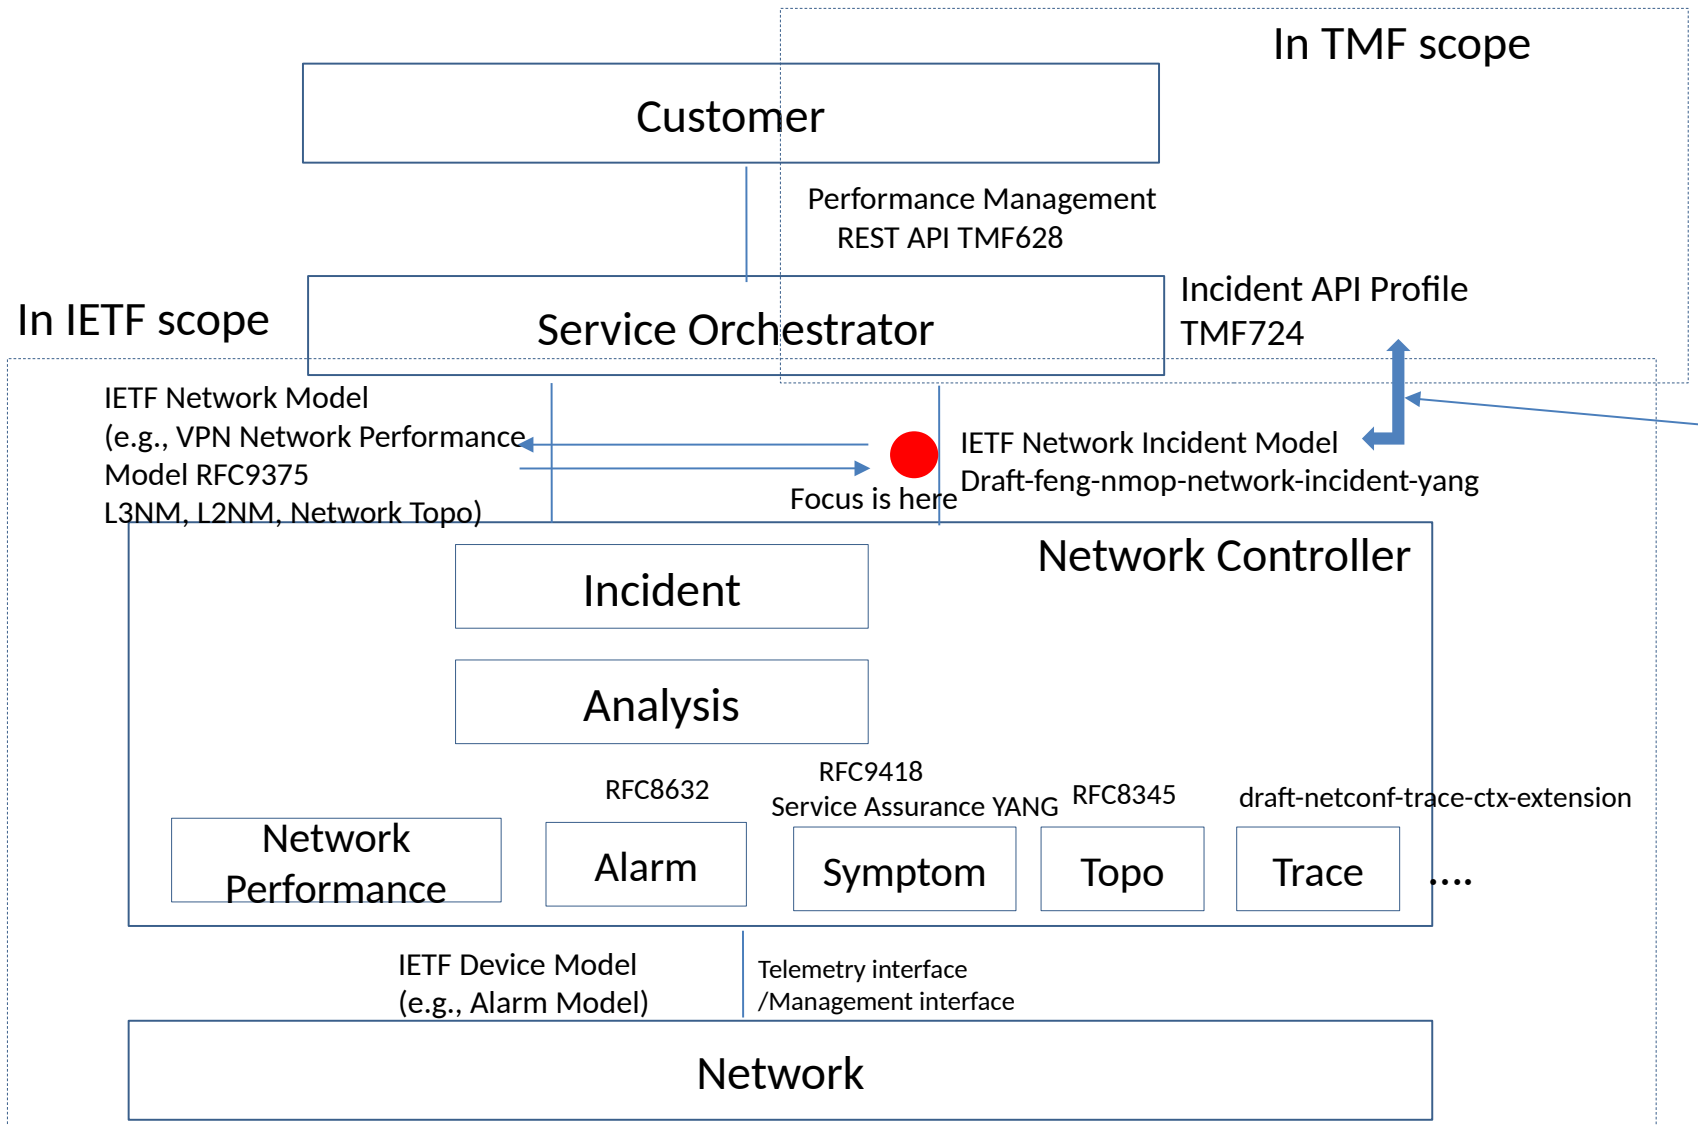 In TMF scope
Customer
Performance Management
REST API TMF628
Incident API Profile
TMF724
In IETF scope
Service Orchestrator
IETF Network Model
(e.g., VPN Network Performance
Model RFC9375
L3NM, L2NM, Network Topo)
IETF Network Incident Model
Draft-feng-nmop-network-incident-yang
Focus is here
Network Controller
Incident
Analysis
RFC8632
RFC9418
Service Assurance YANG
RFC8345
draft-netconf-trace-ctx-extension
Network
Performance
Alarm
Symptom
Topo
Trace
....
IETF Device Model
(e.g., Alarm Model)
Telemetry interface
/Management interface
Network